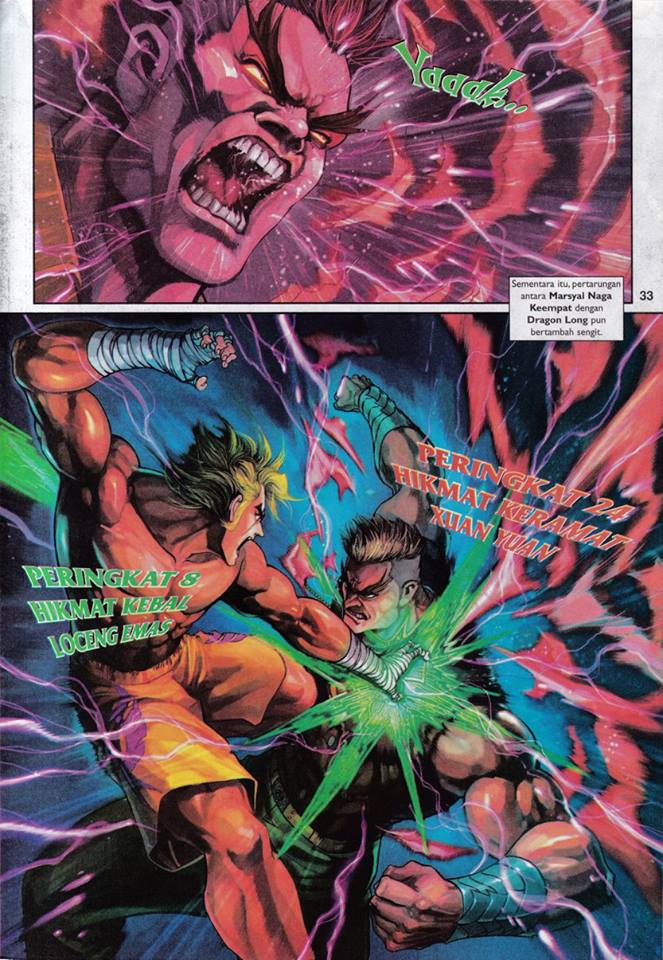 Yaaak...
Sementara itu, pertarungan
antara Marsyal Naga
Keempat dengan
Dragon Long pun
bertambah sengit.
33
PERINGKAT 24
HIKMAT KERAMAT
XUAN YUAN
PERINGKAT 8
HIKMAT KEBAL
LOCENG EMAS